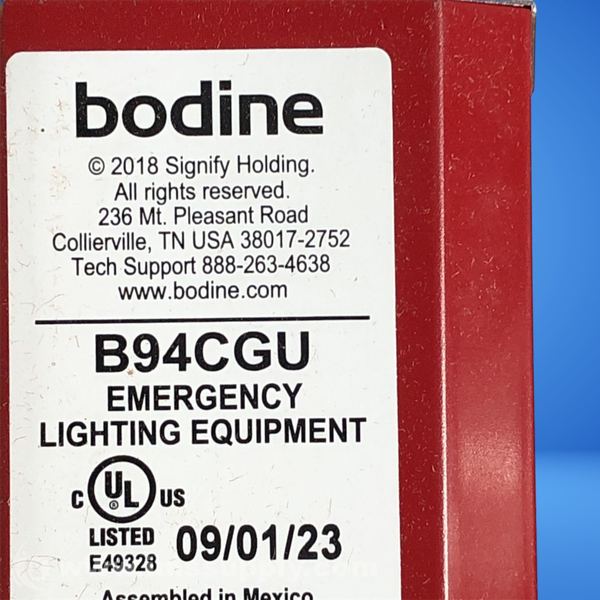 bodine
© 2018 Signify Holding.
All rights reserved.
236 Mt. Pleasant Road
Collierville, TN USA 38017-2752
Tech Support 888-263-4638
www.bodine.com
B94CGU
EMERGENCY
LIGHTING EQUIPMENT
C UL ® US
LISTED
E49328
09/01/23
Assembled in Mexico